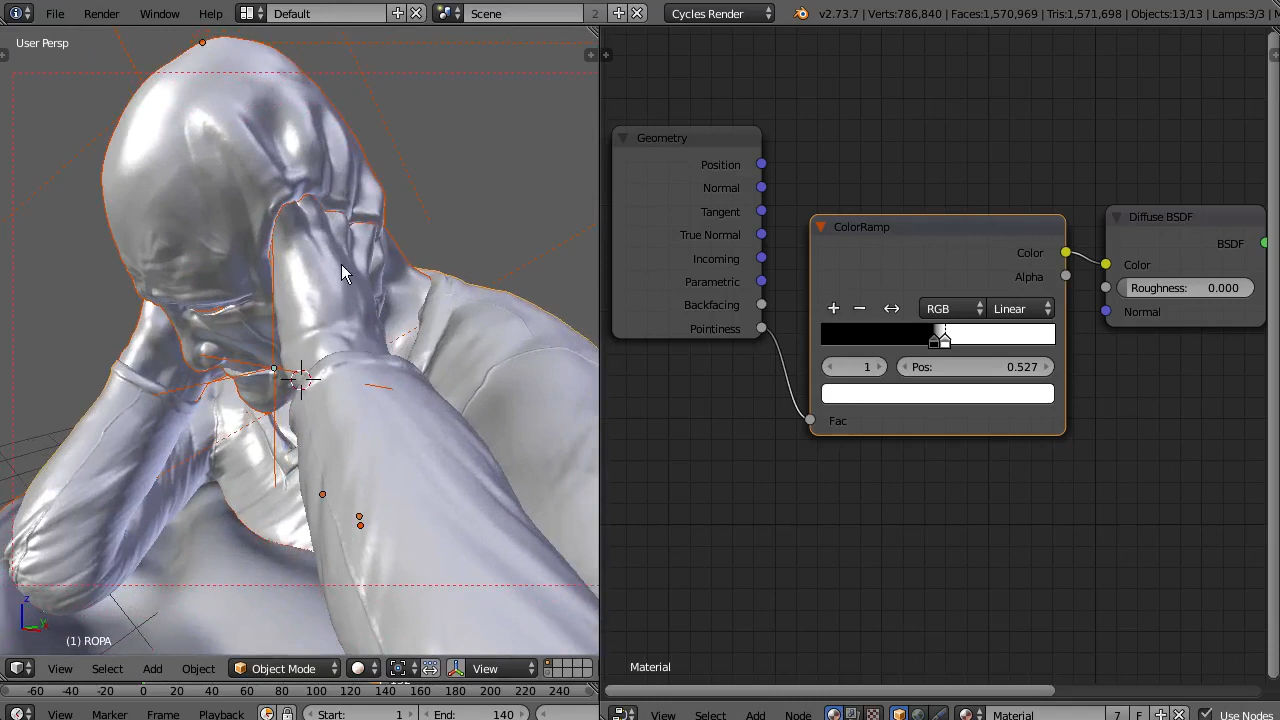 File Render Window Help Default Scene 2 Cycles Render v2.73.7 | Verts:786,840 | Faces:1,570,969 | Tris:1,571,698 | Objects:13/13 | Lamps:3/3 |
User Persp
Geometry
Position
Normal
Tangent
True Normal
Incoming
Parametric
Backfacing
Pointiness
ColorRamp
Color
Alpha
RGB Linear
1 Pos: 0.527
Fac
Diffuse BSDF
BSDF
Color
Roughness: 0.000
Normal
z
y
(1) ROPA
Material
View Select Add Object Object Mode View
-60 -40 -20 0 20 40 60 80 100 120 140 160 180 200 220 240
View Marker Frame Playback Start: 1 End: 140
View Select Add Node Material 7 F Use Nodes